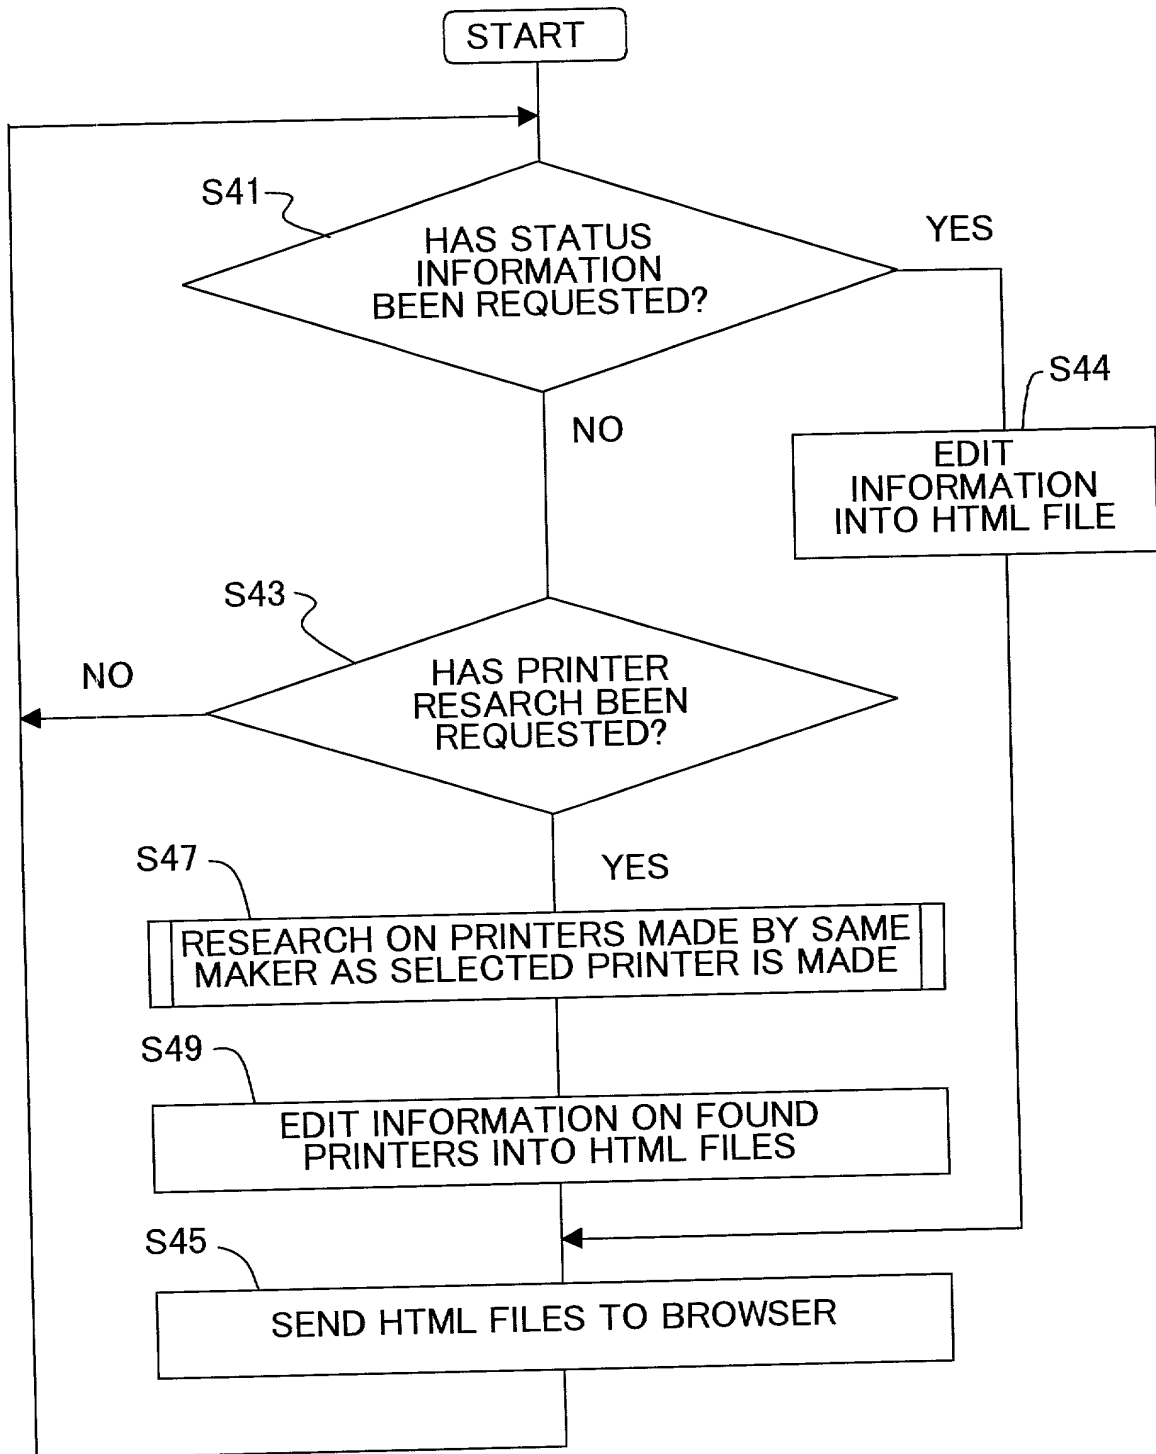 START
S41
HAS STATUS
INFORMATION
BEEN REQUESTED?
YES
S44
EDIT
INFORMATION
INTO HTML FILE
NO
S43
HAS PRINTER
RESARCH BEEN
REQUESTED?
NO
YES
S47
RESEARCH ON PRINTERS MADE BY SAME
MAKER AS SELECTED PRINTER IS MADE
S49
EDIT INFORMATION ON FOUND
PRINTERS INTO HTML FILES
S45
SEND HTML FILES TO BROWSER